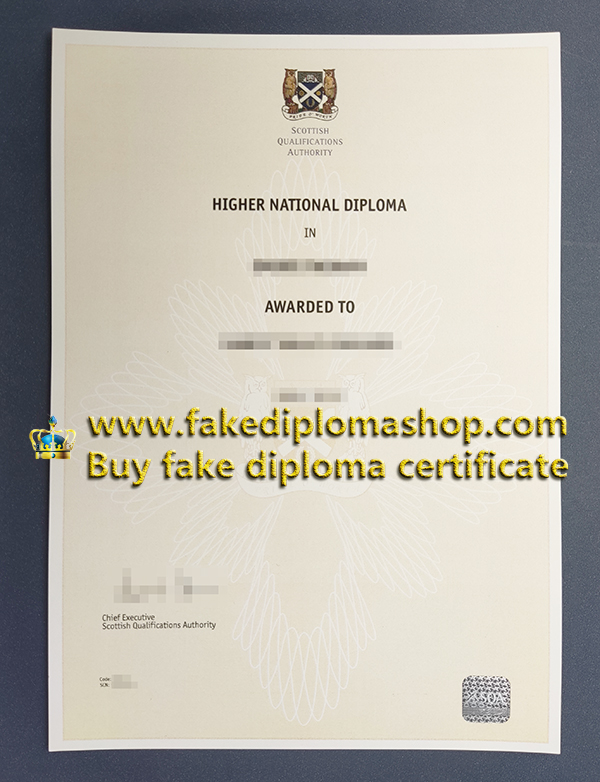 SCOTTISH
QUALIFICATIONS
AUTHORITY
HIGHER NATIONAL DIPLOMA
IN
AWARDED TO
www.fakediplomashop.com
Buy fake diploma certificate
Chief Executive
Scottish Qualifications Authority
Code:
SCN: